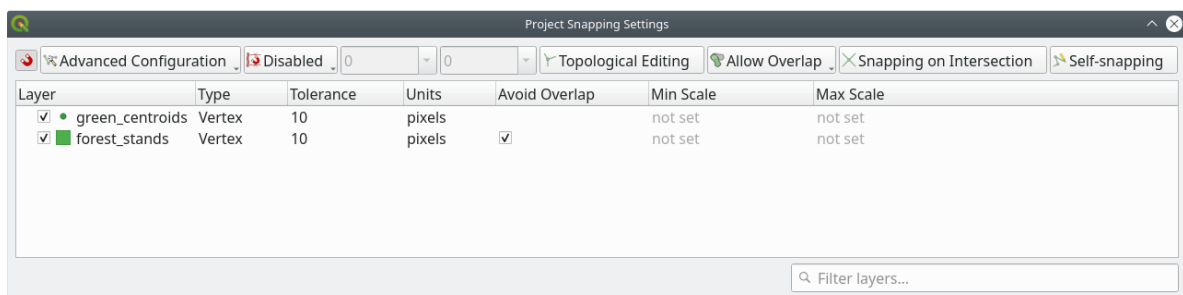 Project Snapping Settings
Advanced Configuration Disabled 0 0 Topological Editing Allow Overlap Snapping on Intersection Self-snapping
Layer Type Tolerance Units Avoid Overlap Min Scale Max Scale
green_centroids Vertex 10 pixels not set not set
forest_stands Vertex 10 pixels not set not set
Filter layers...